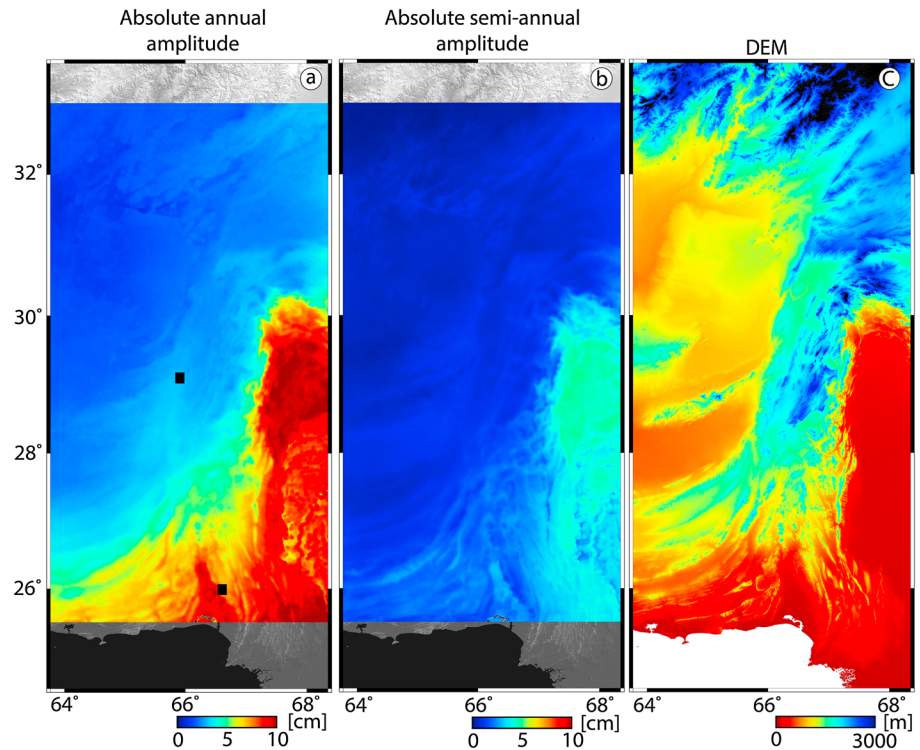 Absolute annual
amplitude
Absolute semi-annual
amplitude
DEM
a
b
c
32°
30°
28°
26°
64° 66° 68° 64° 66° 68° 64° 66° 68°
[cm] [cm] [m]
0 5 10 0 5 10 0 3000